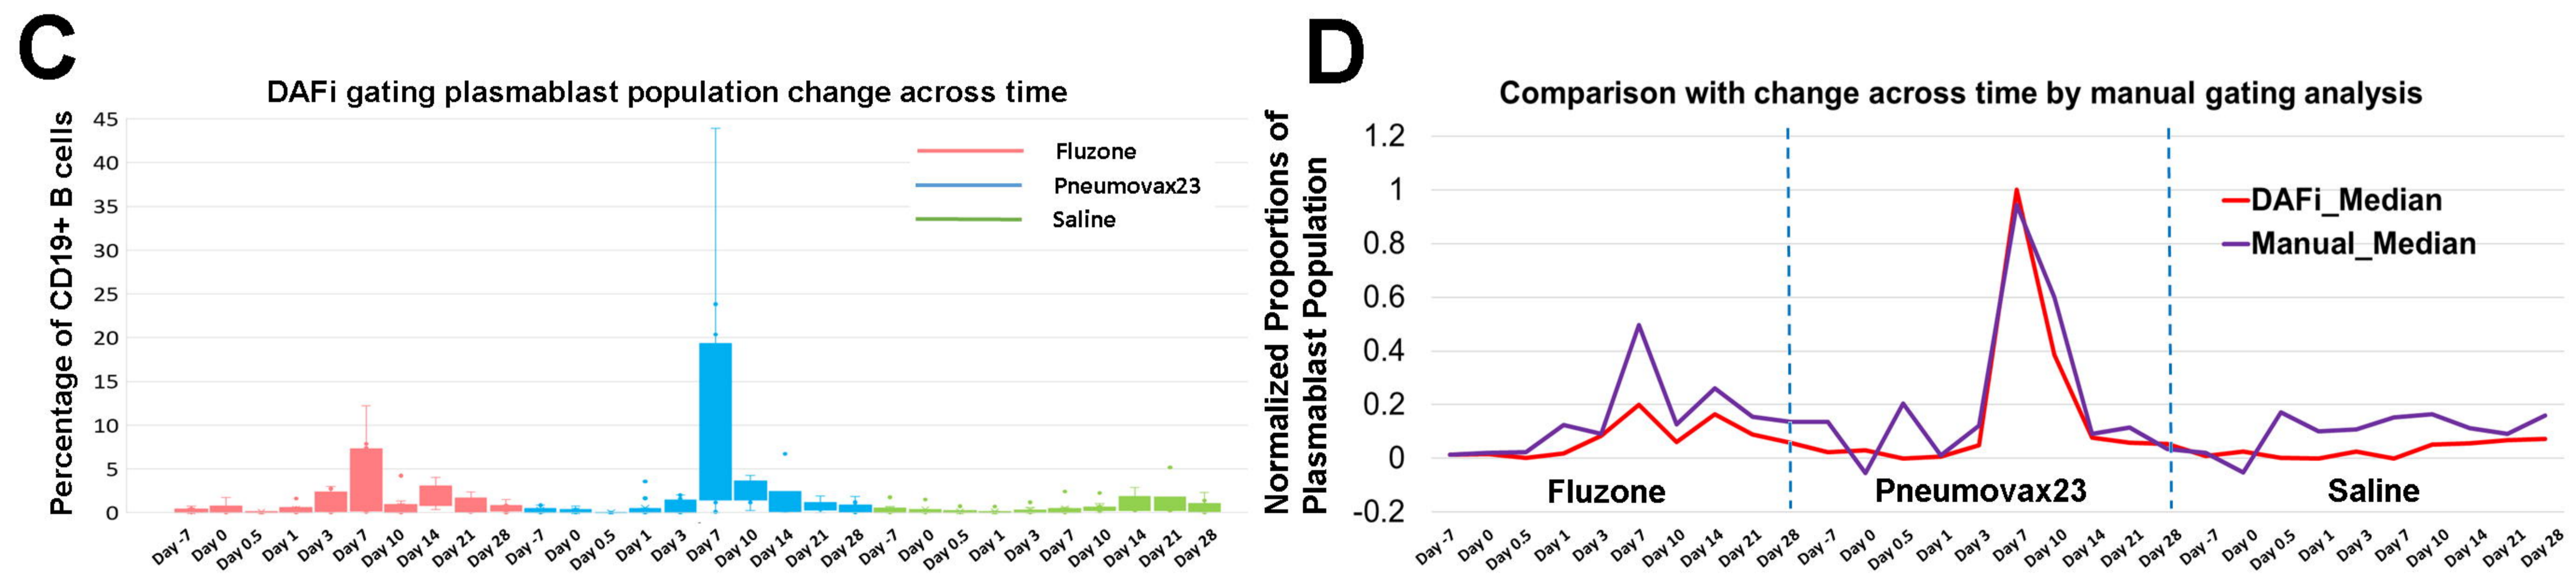 C
DAFi gating plasmablast population change across time
Percentage of CD19+ B cells
45
40
35
30
25
20
15
10
5
0
Fluzone
Pneumovax23
Saline
Day -7 Day 0 Day 0.5 Day 1 Day 3 Day 7 Day 10 Day 14 Day 21 Day 28 Day -7 Day 0 Day 0.5 Day 1 Day 3 Day 7 Day 10 Day 14 Day 21 Day 28 Day -7 Day 0 Day 0.5 Day 1 Day 3 Day 7 Day 10 Day 14 Day 21 Day 28
D
Comparison with change across time by manual gating analysis
Normalized Proportions of
Plasmablast Population
1.2
1
0.8
0.6
0.4
0.2
0
-0.2
DAFi_Median
Manual_Median
Fluzone
Pneumovax23
Saline
Day -7 Day 0 Day 0.5 Day 1 Day 3 Day 7 Day 10 Day 14 Day 21 Day 28 Day -7 Day 0 Day 0.5 Day 1 Day 3 Day 7 Day 10 Day 14 Day 21 Day 28 Day -7 Day 0 Day 0.5 Day 1 Day 3 Day 7 Day 10 Day 14 Day 21 Day 28